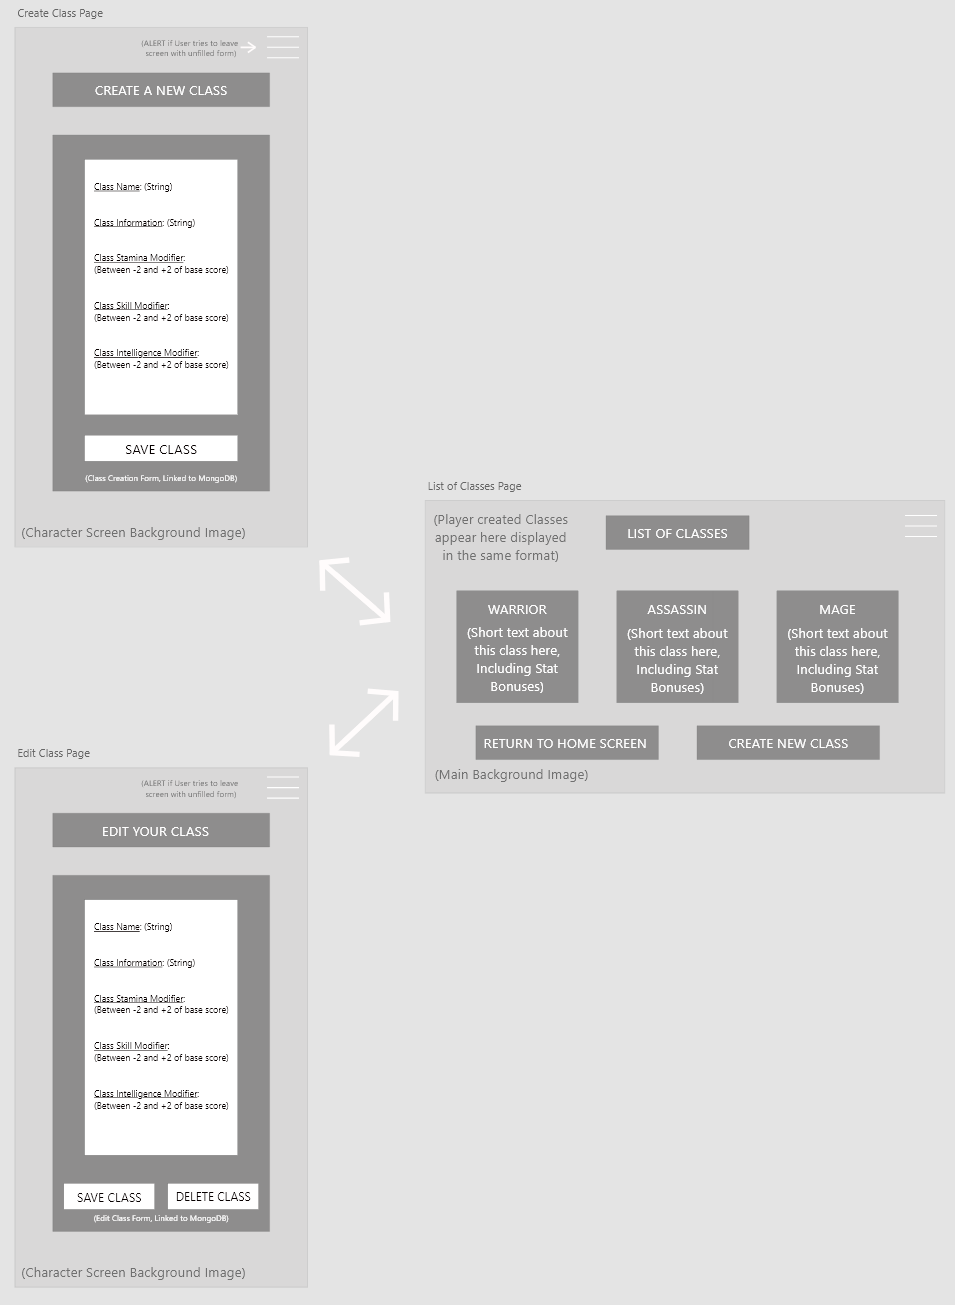 Create Class Page
(ALERT if User tries to leave
screen with unfilled form)
CREATE A NEW CLASS
Class Name: (String)
Class Information: (String)
Class Stamina Modifier:
(Between -2 and +2 of base score)
Class Skill Modifier:
(Between -2 and +2 of base score)
Class Intelligence Modifier:
(Between -2 and +2 of base score)
SAVE CLASS
(Class Creation Form, Linked to MongoDB)
(Character Screen Background Image)
List of Classes Page
(Player created Classes
appear here displayed
in the same format)
LIST OF CLASSES
WARRIOR
(Short text about
this class here,
Including Stat
Bonuses)
ASSASSIN
(Short text about
this class here,
Including Stat
Bonuses)
MAGE
(Short text about
this class here,
Including Stat
Bonuses)
RETURN TO HOME SCREEN
CREATE NEW CLASS
(Main Background Image)
Edit Class Page
(ALERT if User tries to leave
screen with unfilled form)
EDIT YOUR CLASS
Class Name: (String)
Class Information: (String)
Class Stamina Modifier:
(Between -2 and +2 of base score)
Class Skill Modifier:
(Between -2 and +2 of base score)
Class Intelligence Modifier:
(Between -2 and +2 of base score)
SAVE CLASS
DELETE CLASS
(Edit Class Form, Linked to MongoDB)
(Character Screen Background Image)